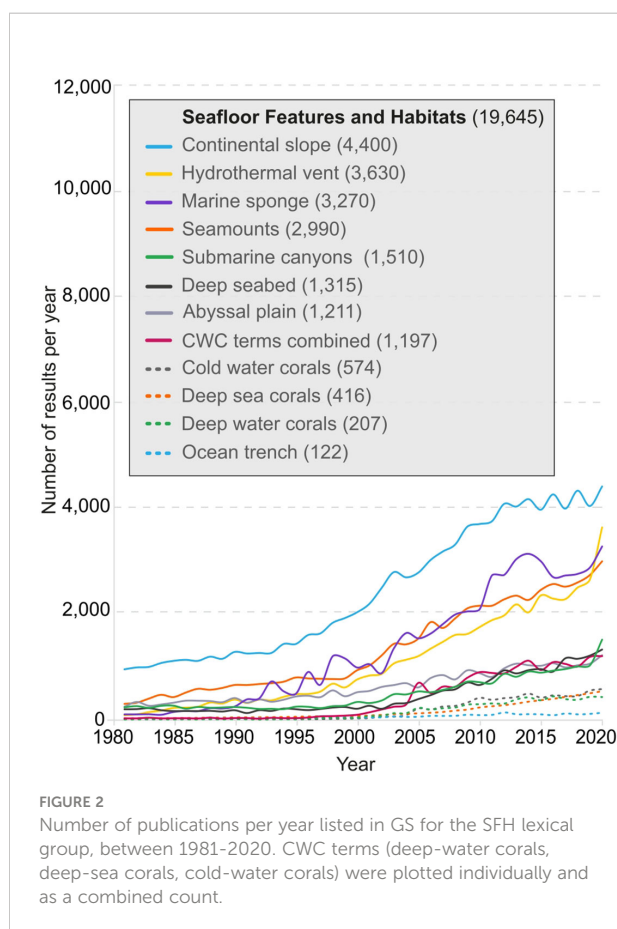 12,000
10,000
8,000
6,000
4,000
2,000
0
Number of results per year
Seafloor Features and Habitats (19,645)
Continental slope (4,400)
Hydrothermal vent (3,630)
Marine sponge (3,270)
Seamounts (2,990)
Submarine canyons (1,510)
Deep seabed (1,315)
Abyssal plain (1,211)
CWC terms combined (1,197)
Cold water corals (574)
Deep sea corals (416)
Deep water corals (207)
Ocean trench (122)
1980 1985 1990 1995 2000 2005 2010 2015 2020
Year
FIGURE 2
Number of publications per year listed in GS for the SFH lexical
group, between 1981-2020. CWC terms (deep-water corals,
deep-sea corals, cold-water corals) were plotted individually and
as a combined count.